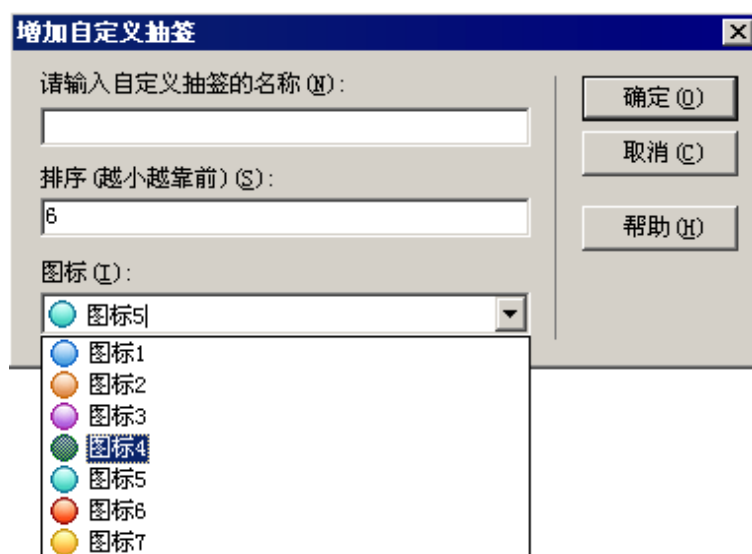 增加自定义抽签
请输入自定义抽签的名称(N):
确定(O)
取消(C)
排序(越小越靠前)(S):
6
帮助(H)
图标(I):
图标5
图标1
图标2
图标3
图标4
图标5
图标6
图标7